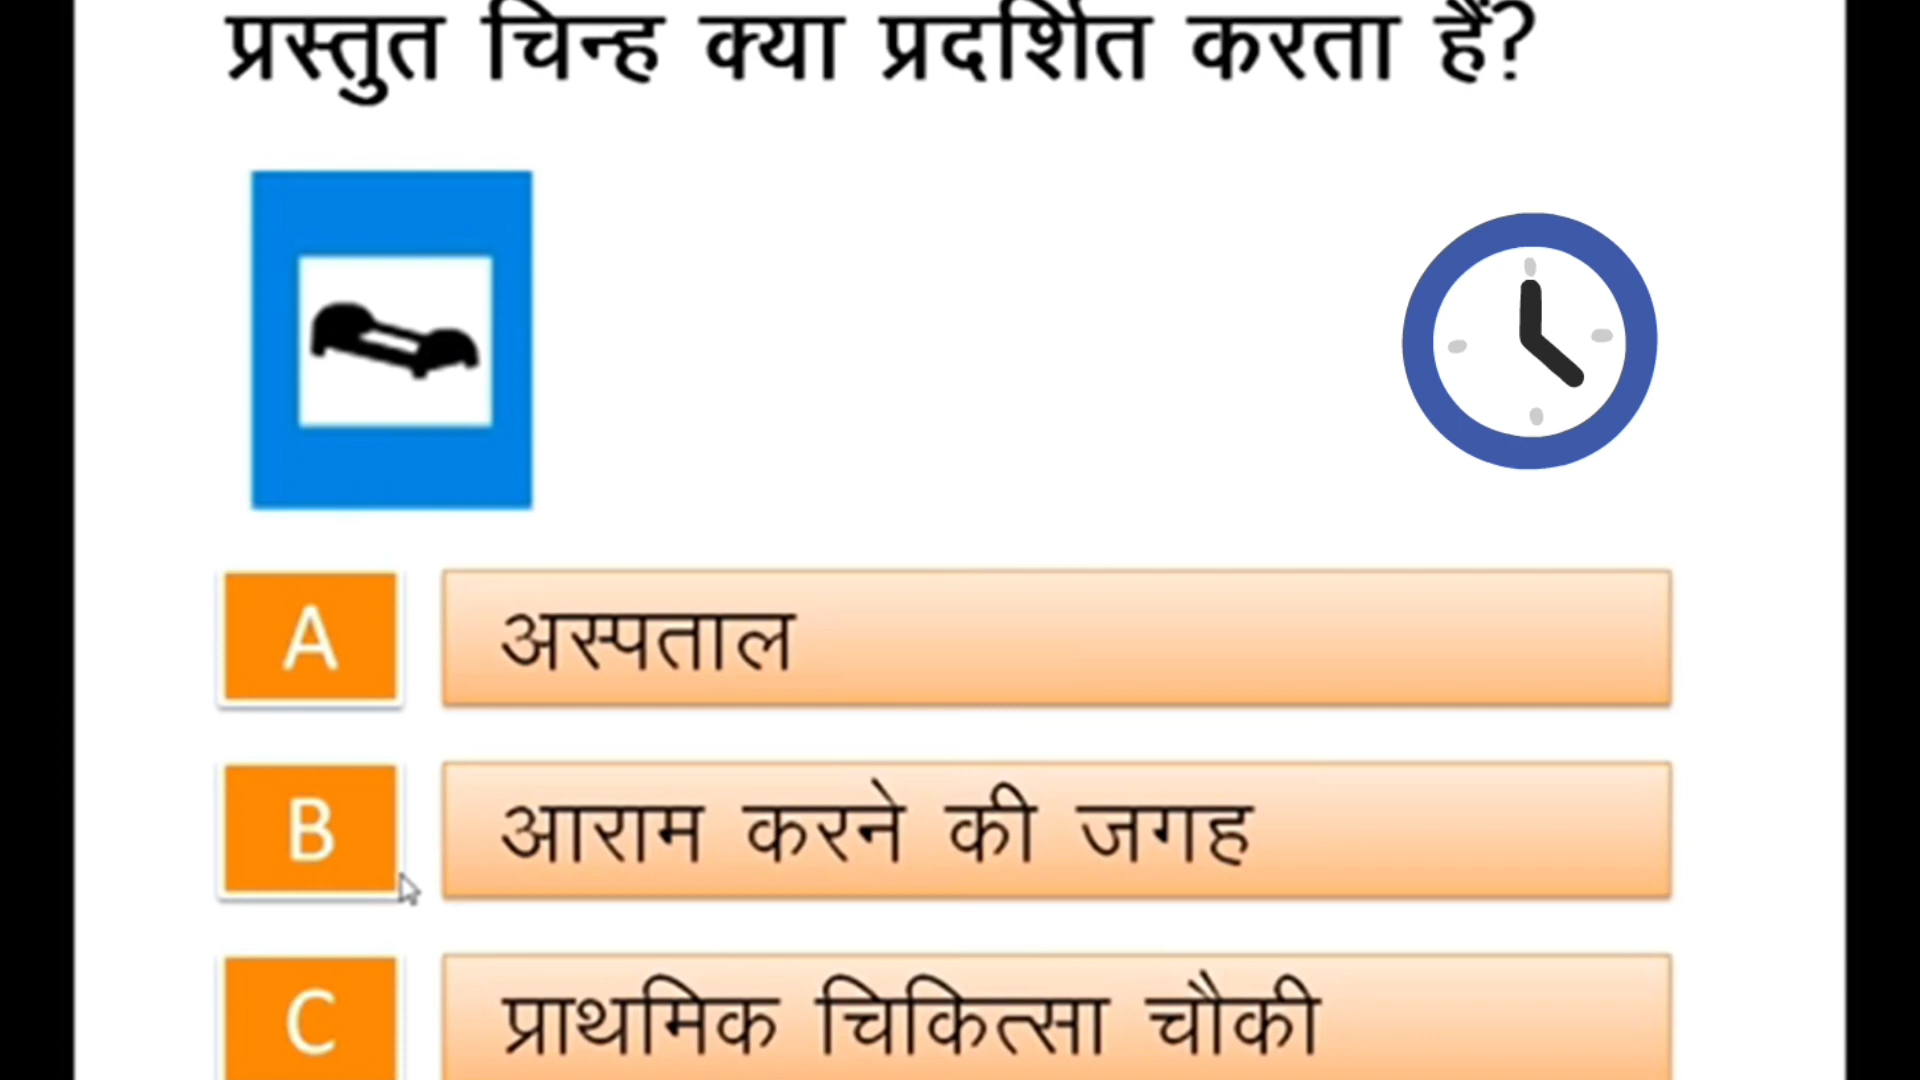 प्रस्तुत चिन्ह क्या प्रदर्शित करता हैं?
A अस्पताल
B आराम करने की जगह
C प्राथमिक चिकित्सा चौकी